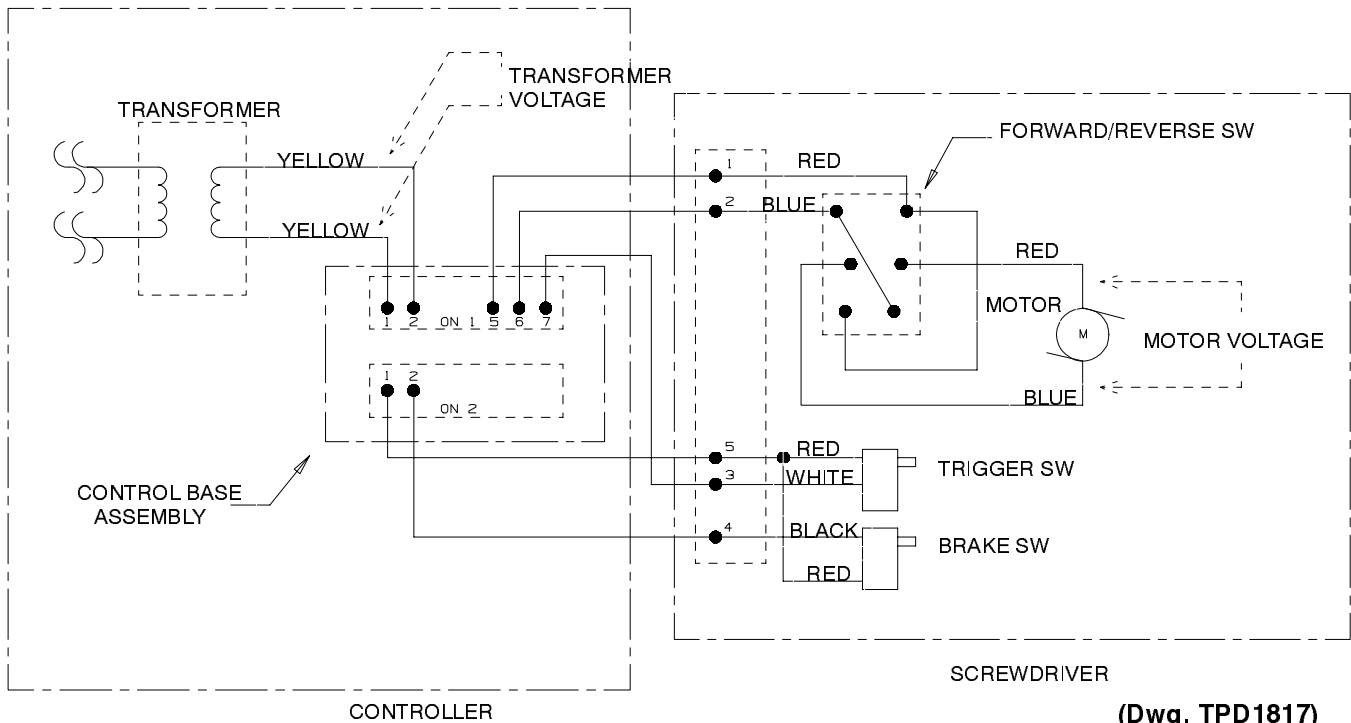 TRANSFORMER
VOLTAGE
TRANSFORMER
YELLOW
YELLOW
1 2 ON 1 5 6 7
1 2
ON 2
CONTROL BASE
ASSEMBLY
CONTROLLER
1
RED
2
BLUE
FORWARD/REVERSE SW
RED
MOTOR
M
MOTOR VOLTAGE
BLUE
5
RED
TRIGGER SW
3
WHITE
4
BLACK
BRAKE SW
RED
SCREWDRIVER
(Dwg. TPD1817)